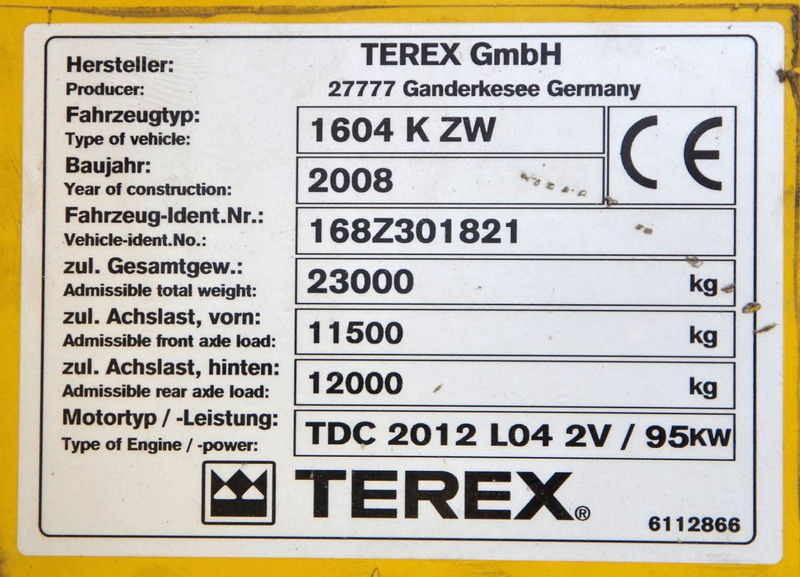 Hersteller: TEREX GmbH
Producer: 27777 Ganderkesee Germany
Fahrzeugtyp:
Type of vehicle: 1604 K ZW CE
Baujahr:
Year of construction: 2008
Fahrzeug-Ident.Nr.:
Vehicle-ident.No.: 168Z301821
zul. Gesamtgew.:
Admissible total weight: 23000 kg
zul. Achslast, vorn:
Admissible front axle load: 11500 kg
zul. Achslast, hinten:
Admissible rear axle load: 12000 kg
Motortyp / -Leistung:
Type of Engine / -power: TDC 2012 L04 2V / 95KW
TEREX®
6112866